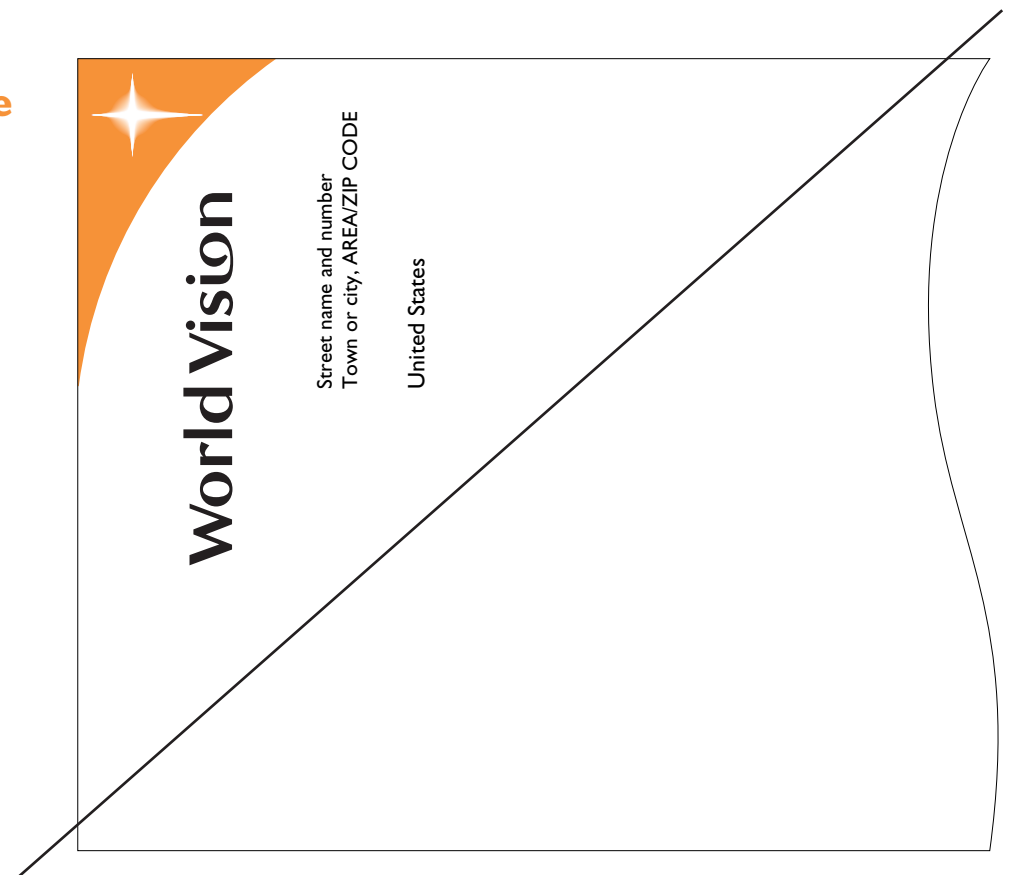 e
World Vision
Street name and number
Town or city, AREA/ZIP CODE
United States